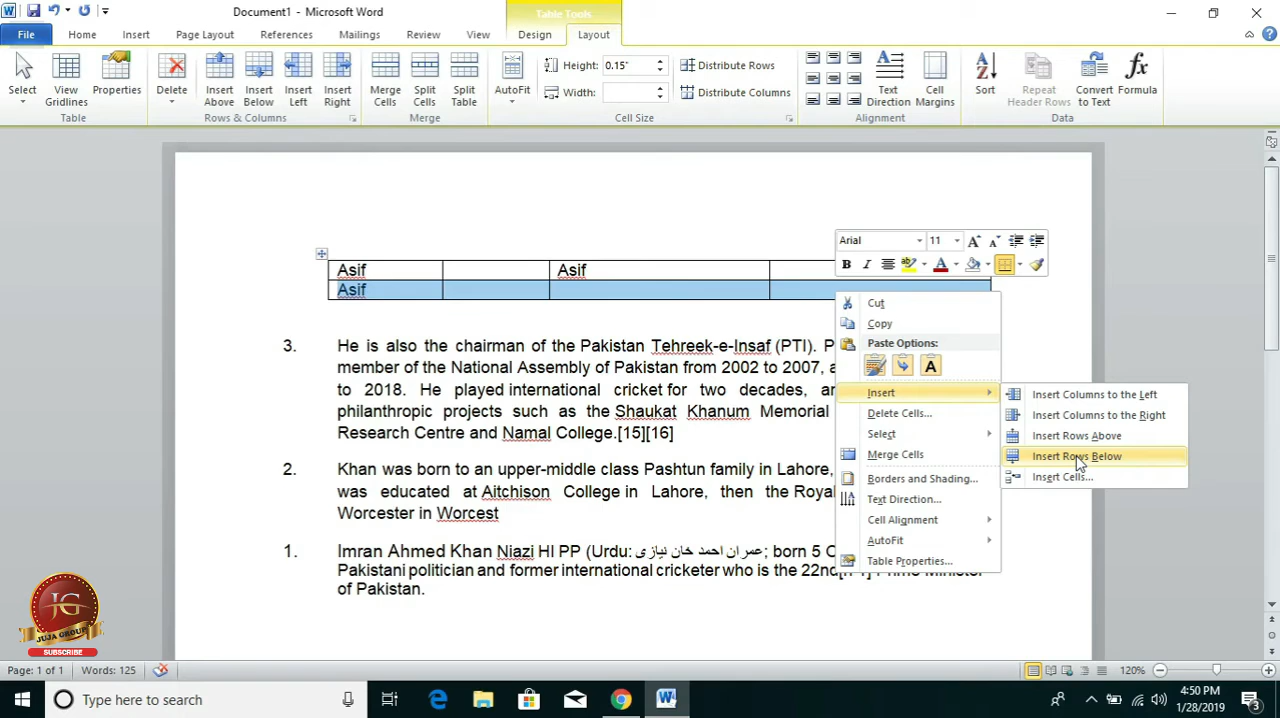 Document1 - Microsoft Word
Table Tools
File
Home
Insert
Page Layout
References
Mailings
Review
View
Design
Layout
Select
View Gridlines
Properties
Table
Delete
Insert Above
Insert Below
Insert Left
Insert Right
Rows & Columns
Merge Cells
Split Cells
Split Table
Merge
AutoFit
Height: 0.15"
Width:
Distribute Rows
Distribute Columns
Cell Size
Text Direction
Cell Margins
Alignment
Sort
Repeat Header Rows
Convert to Text
Formula
Data
Asif Asif
Asif
Arial 11
3. He is also the chairman of the Pakistan Tehreek-e-Insaf (PTI).
member of the National Assembly of Pakistan from 2002 to 2007,
to 2018. He played international cricket for two decades,
philanthropic projects such as the Shaukat Khanum Memorial
Research Centre and Namal College.[15][16]
2. Khan was born to an upper-middle class Pashtun family in Lahore,
was educated at Aitchison College in Lahore, then the Royal
Worcester in Worcest
1. Imran Ahmed Khan Niazi HI PP (Urdu: عمران احمد خان نیازی; born 5
Pakistani politician and former international cricketer who is the 22nd
of Pakistan.
Cut
Copy
Paste Options:
Insert
Delete Cells...
Select
Merge Cells
Borders and Shading...
Text Direction...
Cell Alignment
AutoFit
Table Properties...
Insert Columns to the Left
Insert Columns to the Right
Insert Rows Above
Insert Rows Below
Insert Cells...
JG
JUJA GROUP
SUBSCRIBE
Page: 1 of 1
Words: 125
120%
Type here to search
4:50 PM
1/28/2019
3